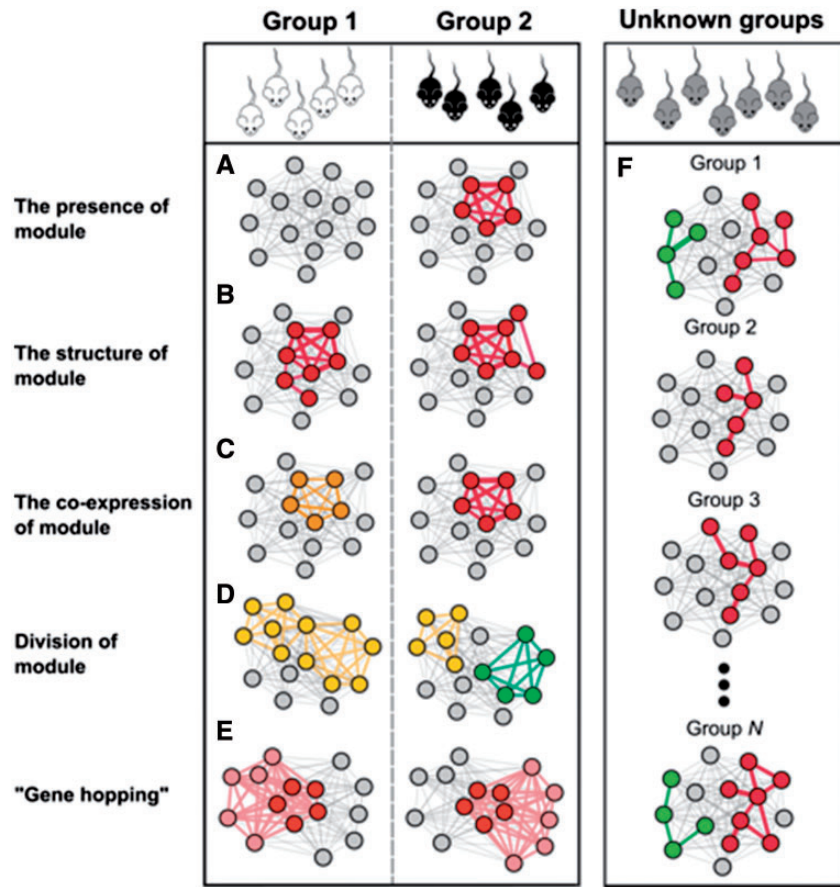 Group 1
Group 2
Unknown groups
A
The presence of
module
B
The structure of
module
C
The co-expression
of module
D
Division of
module
E
"Gene hopping"
F
Group 1
Group 2
Group 3
Group N